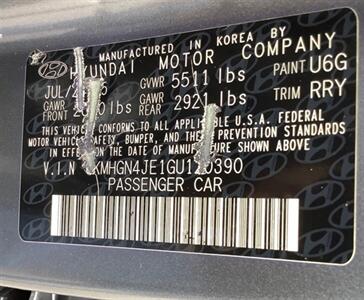 MANUFACTURED IN KOREA BY
HYUNDAI MOTOR COMPANY
JUL/ GVWR 5511 lbs PAINT U6G
GAWR FRONT lbs GAWR REAR 2921 lbs TRIM RRY
THIS VEHICLE CONFORMS TO ALL APPLICABLE U.S.A. FEDERAL
MOTOR VEHICLE SAFETY, BUMPER, AND THEFT PREVENTION STANDARDS
IN EFFECT ON THE DATE OF MANUFACTURE SHOWN ABOVE
V.I.N
PASSENGER CAR